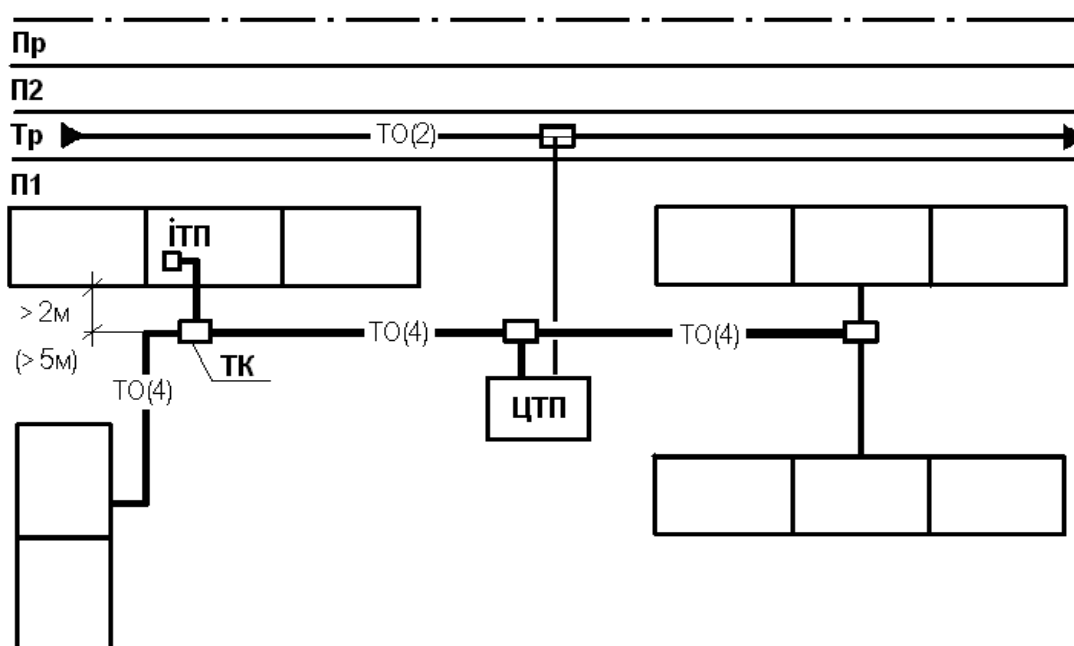 Пр
П2
Тр
ТО(2)
П1
іТП
> 2м
(> 5м)
ТО(4)
ТО(4)
ТК
ТО(4)
ЦТП